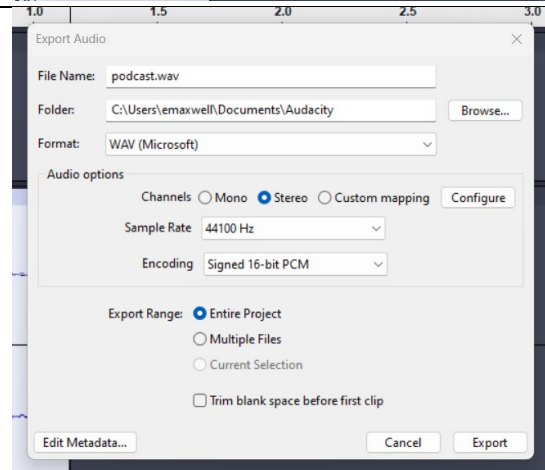 1.0 1.5 2.0 2.5 3.0
Export Audio
File Name: podcast.wav
Folder: C:\Users\emaxwell\Documents\Audacity Browse...
Format: WAV (Microsoft)
Audio options
Channels Mono Stereo Custom mapping Configure
Sample Rate 44100 Hz
Encoding Signed 16-bit PCM
Export Range: Entire Project
Multiple Files
Current Selection
Trim blank space before first clip
Edit Metadata... Cancel Export